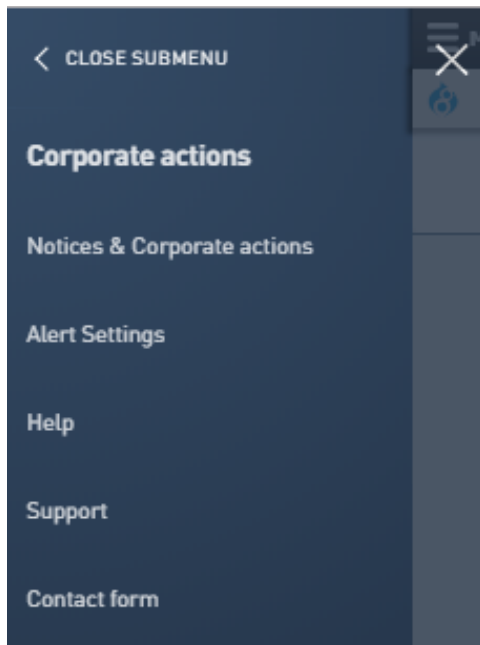 CLOSE SUBMENU
Corporate actions
Notices & Corporate actions
Alert Settings
Help
Support
Contact form